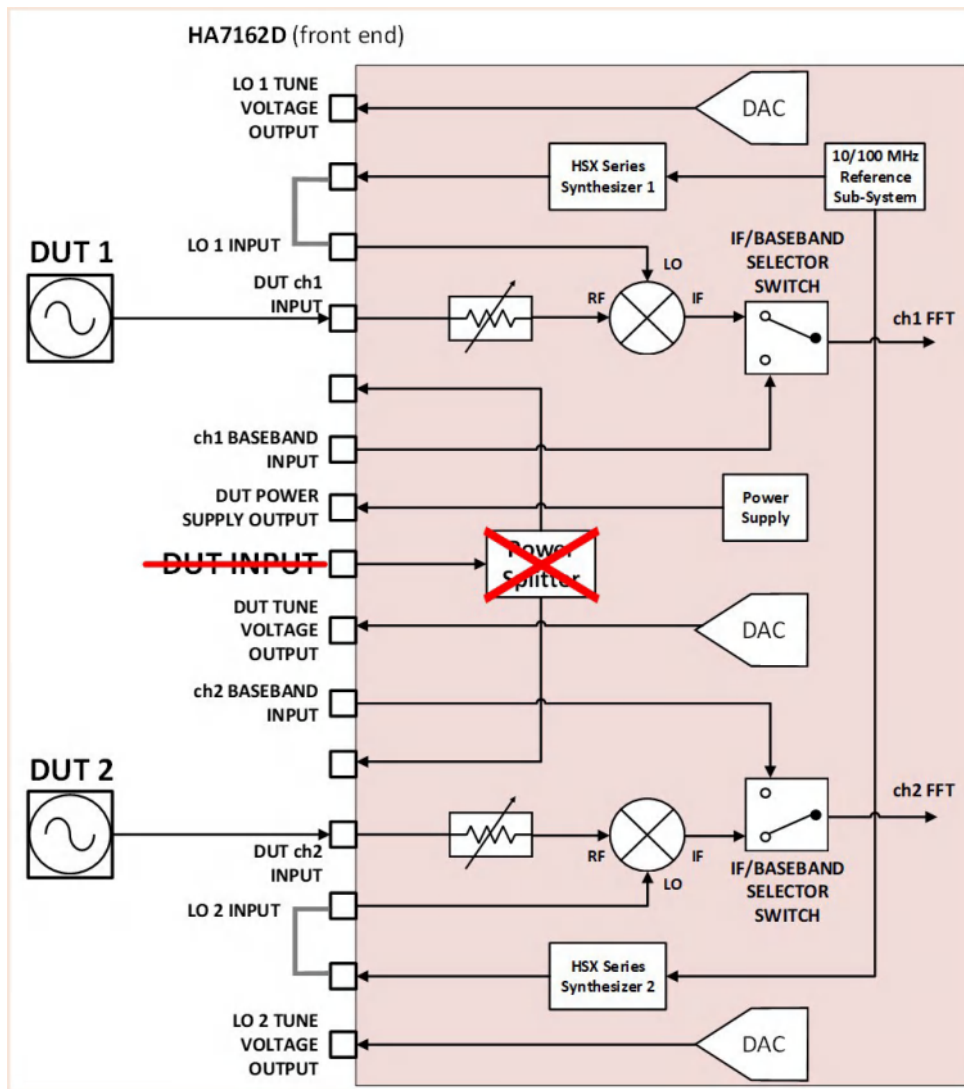 HA7162D (front end)
LO 1 TUNE
VOLTAGE
OUTPUT
DAC
HSX Series
Synthesizer 1
10/100 MHz
Reference
Sub-System
LO 1 INPUT
DUT 1
DUT ch1
INPUT
RF
LO
IF
IF/BASEBAND
SELECTOR
SWITCH
ch1 FFT
ch1 BASEBAND
INPUT
DUT POWER
SUPPLY OUTPUT
Power
Supply
DUT INPUT
Power
Splitter
DUT TUNE
VOLTAGE
OUTPUT
DAC
ch2 BASEBAND
INPUT
DUT 2
DUT ch2
INPUT
RF
IF
LO
ch2 FFT
IF/BASEBAND
SELECTOR
SWITCH
LO 2 INPUT
HSX Series
Synthesizer 2
LO 2 TUNE
VOLTAGE
OUTPUT
DAC